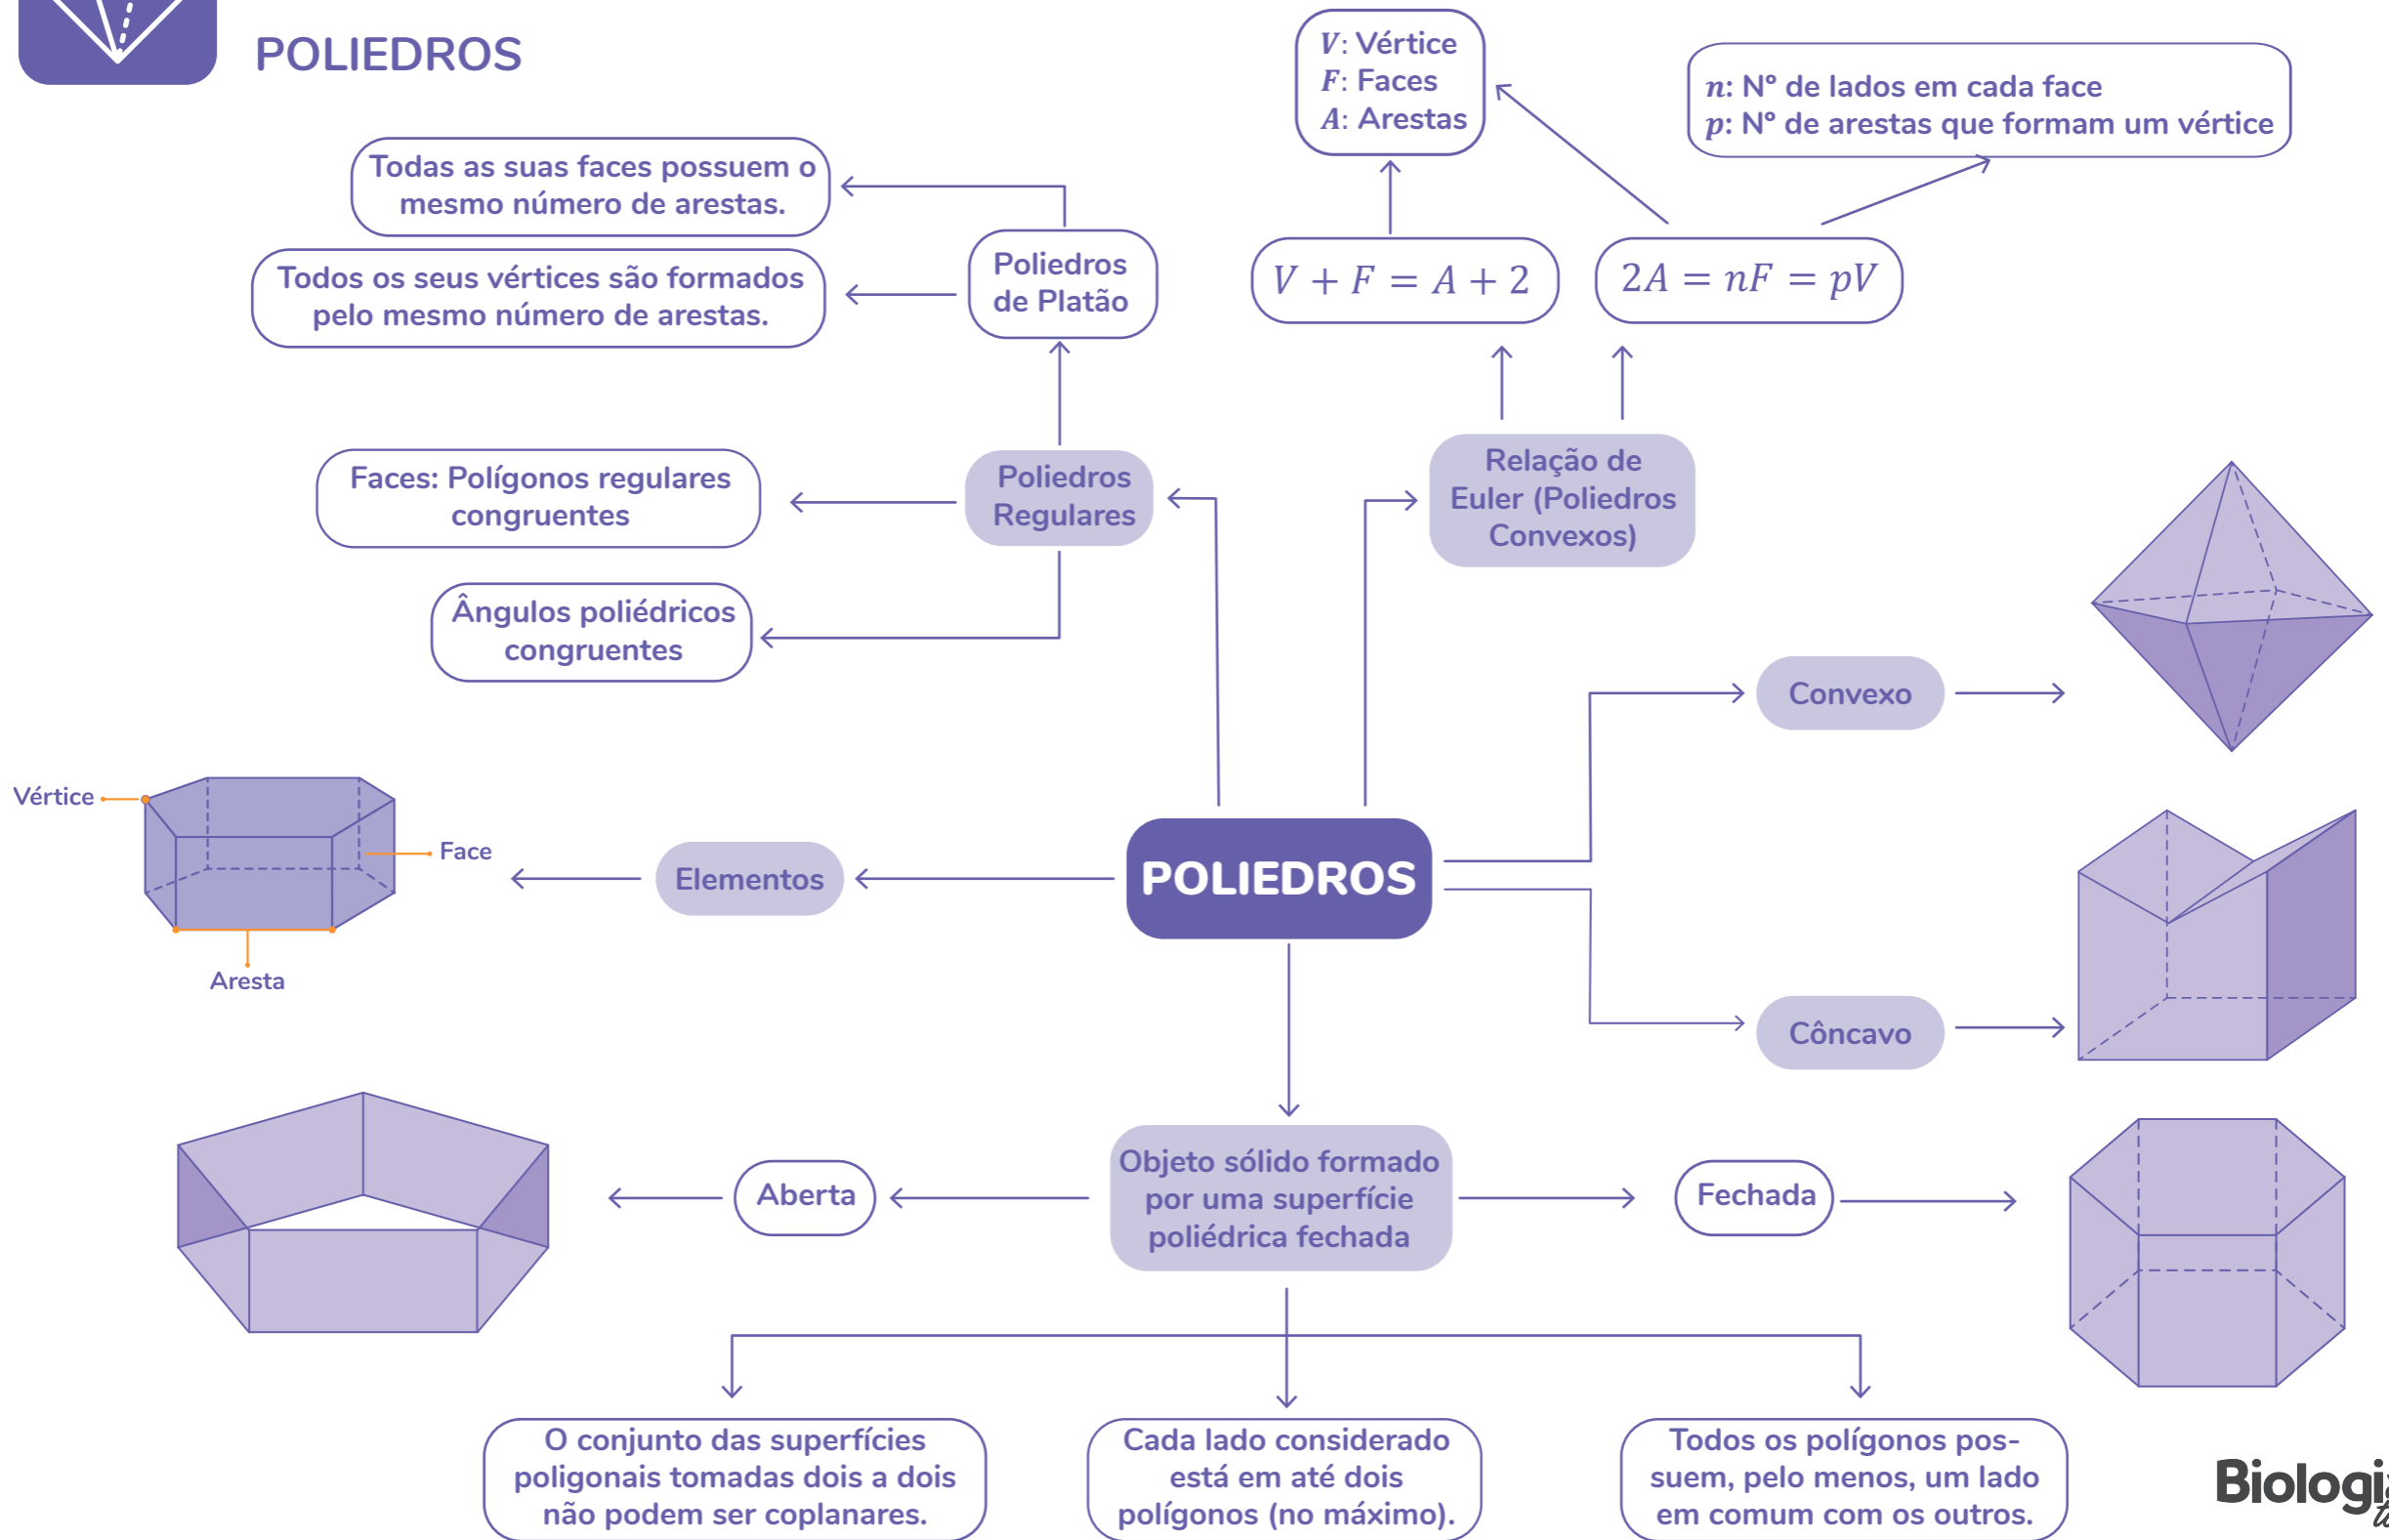 POLIEDROS
V: Vértice
F: Faces
A: Arestas
n: Nº de lados em cada face
p: Nº de arestas que formam um vértice
Todas as suas faces possuem o
mesmo número de arestas.
Todos os seus vértices são formados
pelo mesmo número de arestas.
Poliedros
de Platão
V + F = A + 2
2A = nF = pV
Faces: Polígonos regulares
congruentes
Poliedros
Regulares
Relação de
Euler (Poliedros
Convexos)
Ângulos poliédricos
congruentes
Convexo
Vértice
Face
Aresta
Elementos
POLIEDROS
Côncavo
Aberta
Objeto sólido formado
por uma superfície
poliédrica fechada
Fechada
O conjunto das superfícies
poligonais tomadas dois a dois
não podem ser coplanares.
Cada lado considerado
está em até dois
polígonos (no máximo).
Todos os polígonos pos-
suem, pelo menos, um lado
em comum com os outros.